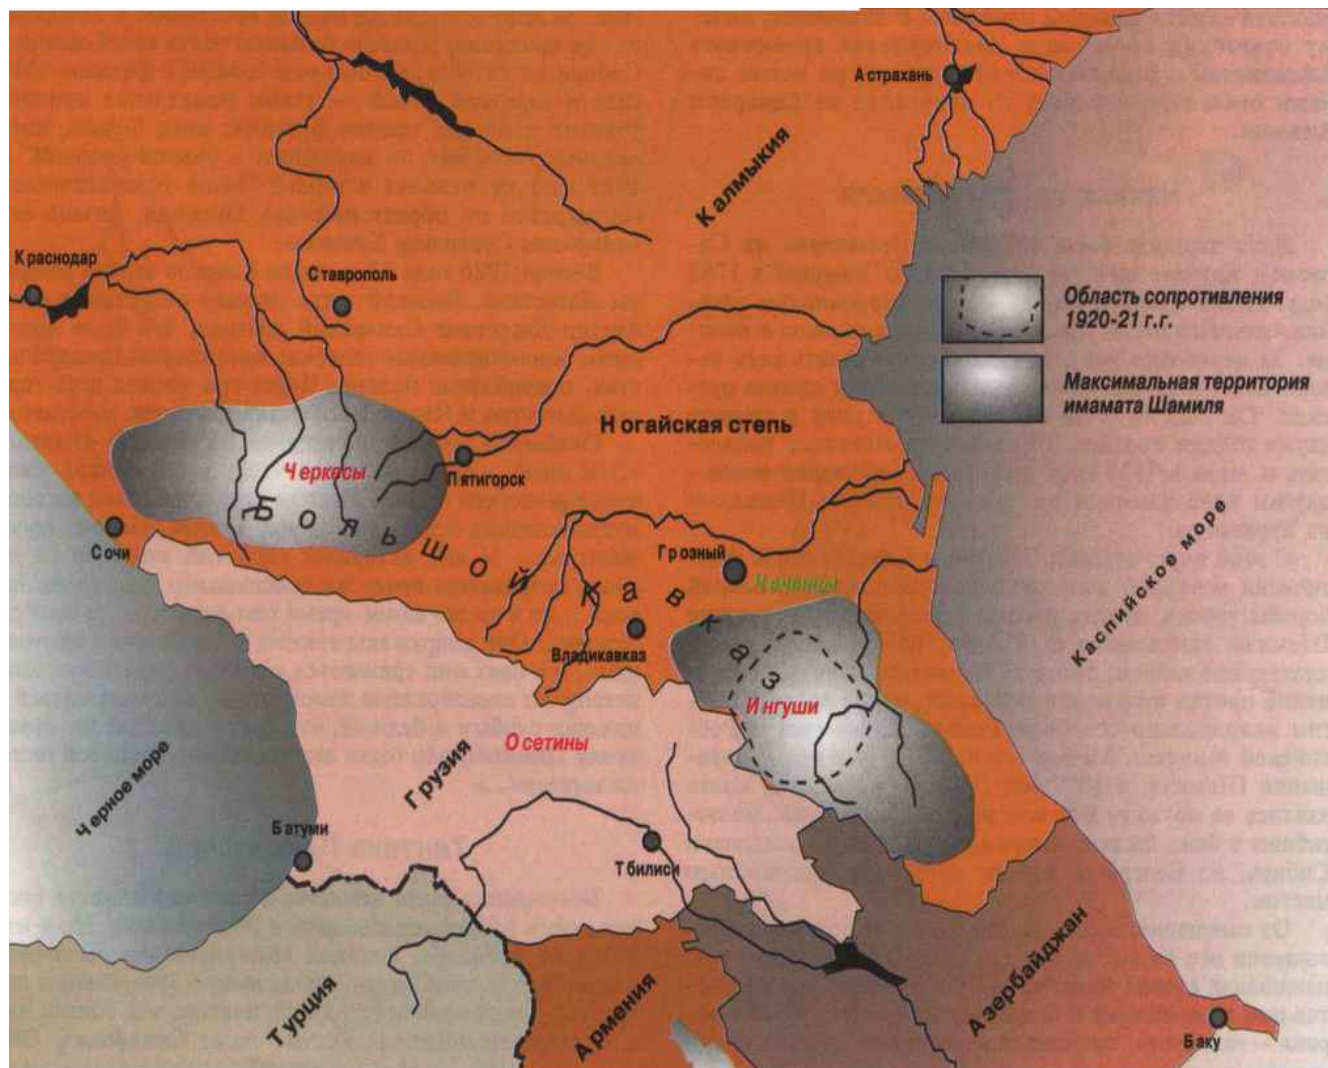 Астрахань
Калмыкия
Краснодар
Ставрополь
Область сопротивления
1920-21 г.г.
Максимальная территория
имамата Шамиля
Ногайская степь
Черкесы
Пятигорск
Большой Кавказ
Сочи
Грозный
Чеченцы
Каспийское море
Владикавказ
Ингуши
Осетины
Грузия
Черное море
Батуми
Тбилиси
Турция
Армения
Азербайджан
Баку